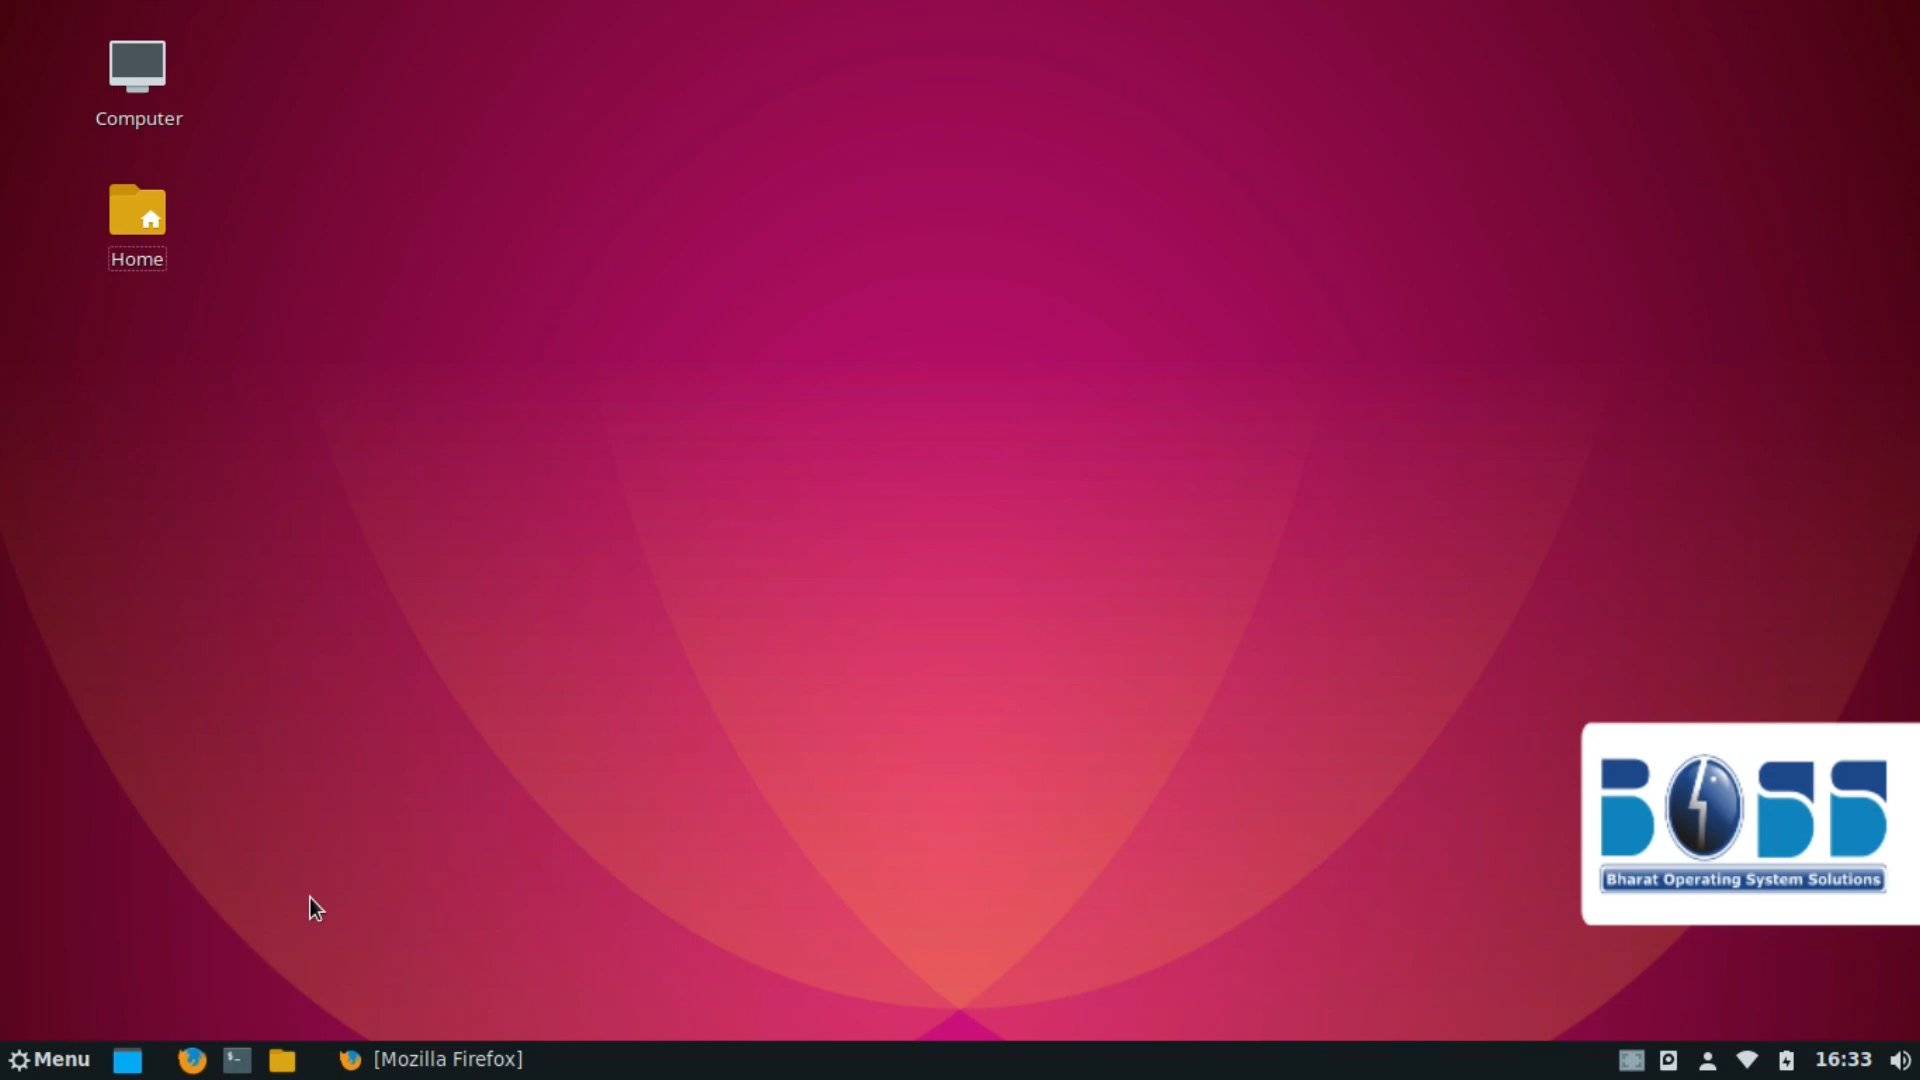 Computer
Home
BOSS
Bharat Operating System Solutions
Menu
$-
[Mozilla Firefox]
16:33